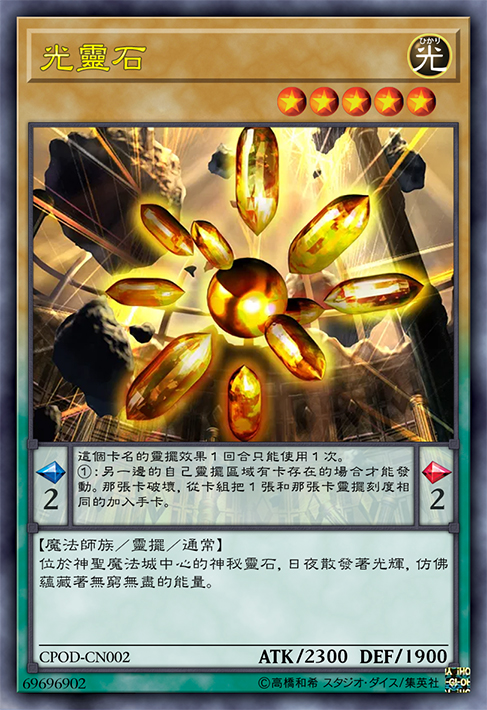 光靈石
ひかり
光
這個卡名的靈擺效果1回合只能使用1次。
①:另一邊的自己靈擺區域有卡存在的場合才能發
動。那張卡破壞,從卡組把1張和那張卡靈擺刻度相
同的加入手卡。
2
2
【魔法師族/靈擺/通常】
位於神聖魔法城中心的神秘靈石,日夜散發著光輝,仿佛
蘊藏著無窮無盡的能量。
CPOD-CN002
ATK/2300 DEF/1900
69696902
©高橋和希 スタジオ・ダイス/集英社